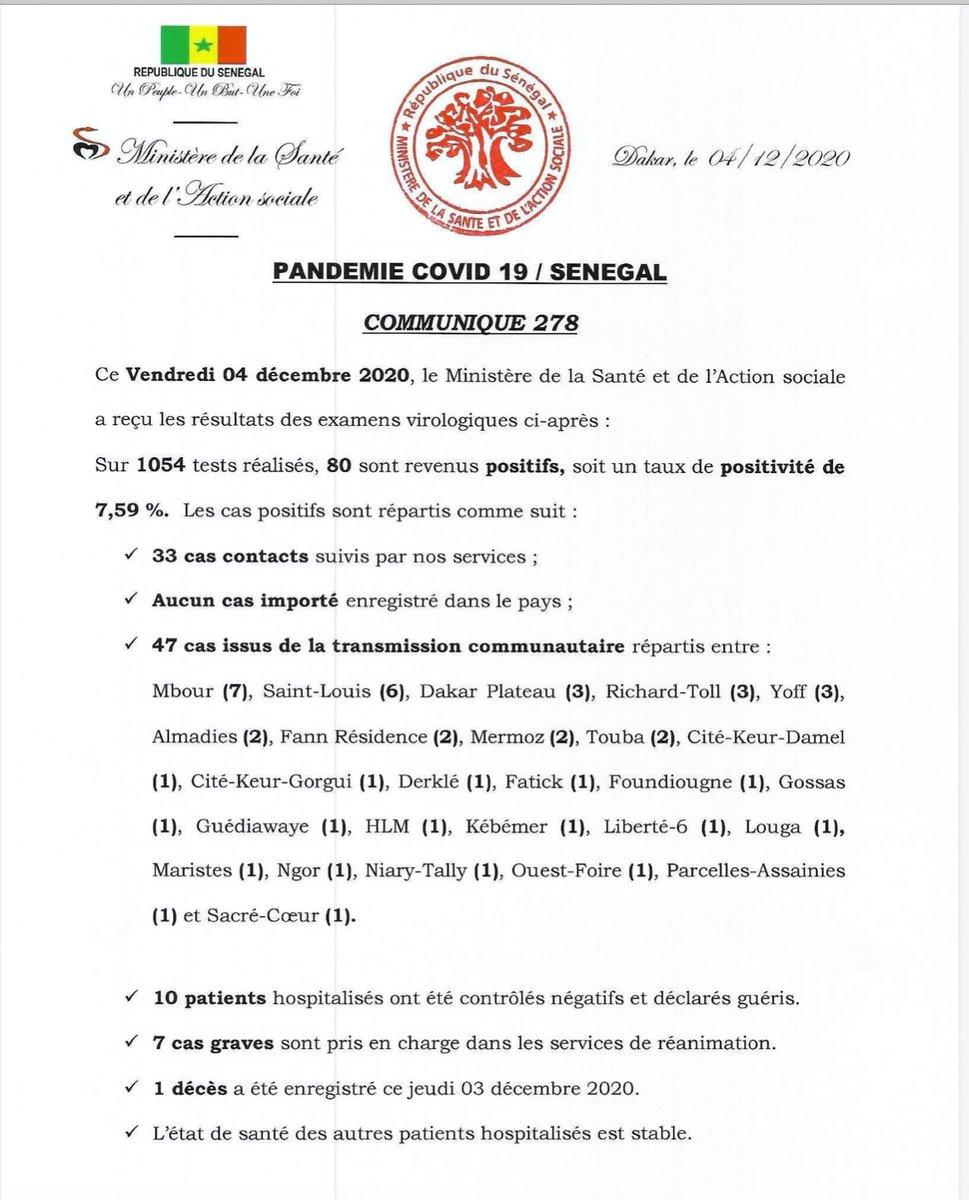 REPUBLIQUE DU SENEGAL
Un Peuple-Un But-Une Foi
Ministère de la Santé
et de l'Action sociale
★ République du Sénégal ★
MINISTERE DE LA SANTE ET DE L'ACTION SOCIALE
Dakar, le 04/12/2020
PANDEMIE COVID 19 / SENEGAL
COMMUNIQUE 278
Ce Vendredi 04 décembre 2020, le Ministère de la Santé et de l'Action sociale
a reçu les résultats des examens virologiques ci-après :
Sur 1054 tests réalisés, 80 sont revenus positifs, soit un taux de positivité de
7,59 %. Les cas positifs sont répartis comme suit :
✓ 33 cas contacts suivis par nos services ;
✓ Aucun cas importé enregistré dans le pays ;
✓ 47 cas issus de la transmission communautaire répartis entre :
Mbour (7), Saint-Louis (6), Dakar Plateau (3), Richard-Toll (3), Yoff (3),
Almadies (2), Fann Résidence (2), Mermoz (2), Touba (2), Cité-Keur-Damel
(1), Cité-Keur-Gorgui (1), Derklé (1), Fatick (1), Foundiougne (1), Gossas
(1), Guédiawaye (1), HLM (1), Kébémer (1), Liberté-6 (1), Louga (1),
Maristes (1), Ngor (1), Niary-Tally (1), Ouest-Foire (1), Parcelles-Assainies
(1) et Sacré-Cœur (1).
✓ 10 patients hospitalisés ont été contrôlés négatifs et déclarés guéris.
✓ 7 cas graves sont pris en charge dans les services de réanimation.
✓ 1 décès a été enregistré ce jeudi 03 décembre 2020.
✓ L'état de santé des autres patients hospitalisés est stable.